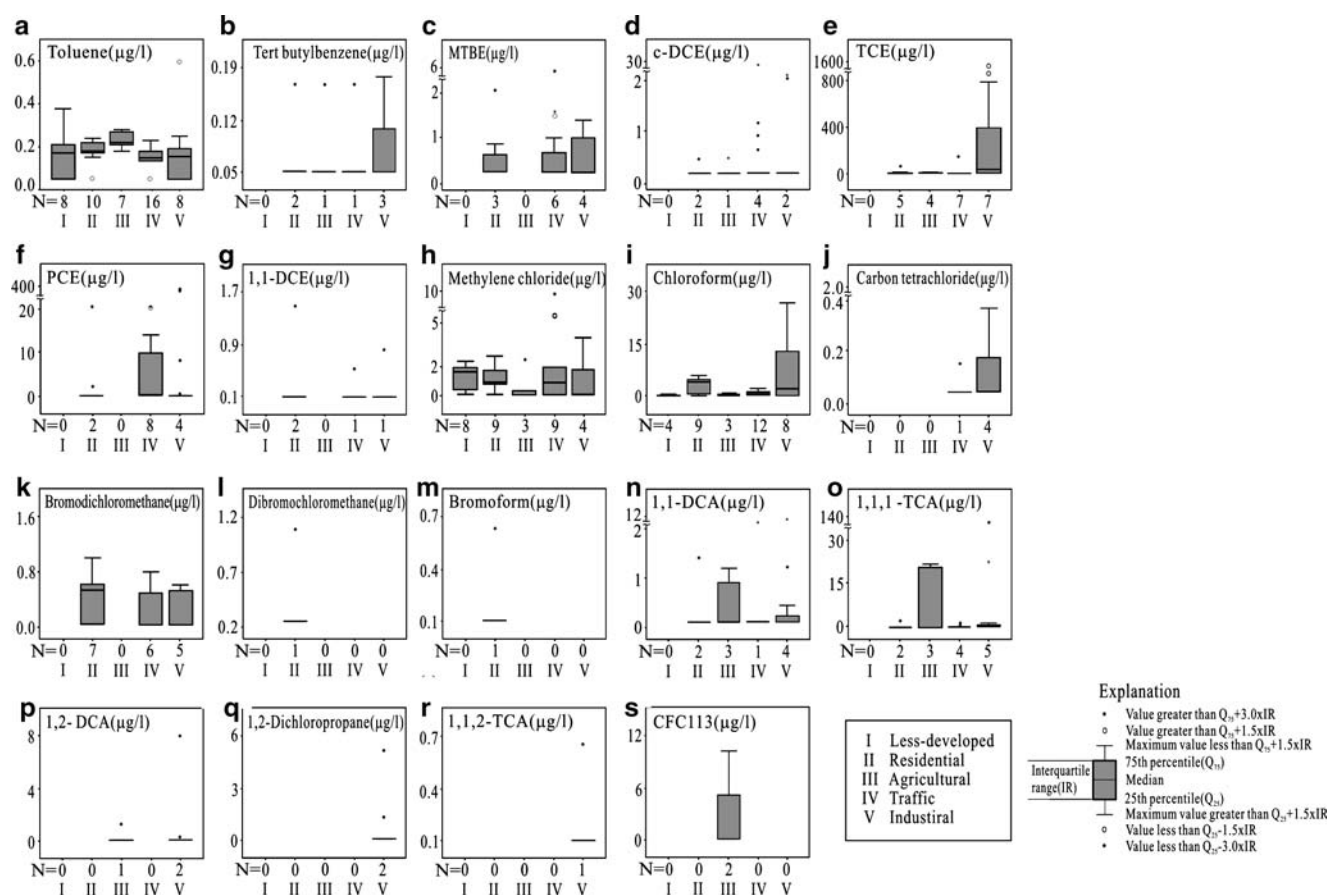 a
Toluene(µg/l)
0.6
0.4
0.2
0.0
N=8 10 7 16 8
I II III IV V
b
Tert butylbenzene(µg/l)
0.19
0.12
0.05
N=0 2 1 1 3
I II III IV V
c
MTBE(µg/l)
6
2
1
0
N=0 3 0 6 4
I II III IV V
d
c-DCE(µg/l)
30
2
1
0
N=0 2 1 4 2
I II III IV V
e
TCE(µg/l)
1600
800
400
0
N=0 5 4 7 7
I II III IV V
f
PCE(µg/l)
400
20
10
0
N=0 2 0 8 4
I II III IV V
g
1,1-DCE(µg/l)
1.7
0.9
0.1
N=0 2 0 1 1
I II III IV V
h
Methylene chloride(µg/l)
10
5
2
0
N=8 9 3 9 4
I II III IV V
i
Chloroform(µg/l)
30
15
0
N=4 9 3 12 8
I II III IV V
j
Carbon tetrachloride(µg/l)
2.0
0.4
0.2
0.0
N=0 0 0 1 4
I II III IV V
k
Bromodichloromethane(µg/l)
1.6
0.8
0.0
N=0 7 0 6 5
I II III IV V
l
Dibromochloromethane(µg/l)
1.2
0.7
0.2
N=0 1 0 0 0
I II III IV V
m
Bromoform(µg/l)
0.7
0.4
0.1
N=0 1 0 0 0
I II III IV V
n
1,1-DCA(µg/l)
12
2
1
0
N=0 2 3 1 4
I II III IV V
o
1,1,1 -TCA(µg/l)
140
30
15
0
N=0 2 3 4 5
I II III IV V
p
1,2- DCA(µg/l)
8
4
0
N=0 0 1 0 2
I II III IV V
q
1,2-Dichloropropane(µg/l)
6
3
0
N=0 0 0 0 2
I II III IV V
r
1,1,2-TCA(µg/l)
0.7
0.4
0.1
N=0 0 0 0 1
I II III IV V
s
CFC113(µg/l)
12
9
6
3
0
N=0 0 2 0 0
I II III IV V
I Less-developed
II Residential
III Agricultural
IV Traffic
V Industiral
Explanation
Value greater than Q75+3.0xIR
Value greater than Q75+1.5xIR
Maximum value less than Q75+1.5xIR
75th percentile(Q75)
Interquartile range(IR)
Median
25th percentile(Q25)
Maximum value greater than Q25+1.5xIR
Value less than Q25-1.5xIR
Value less than Q25-3.0xIR